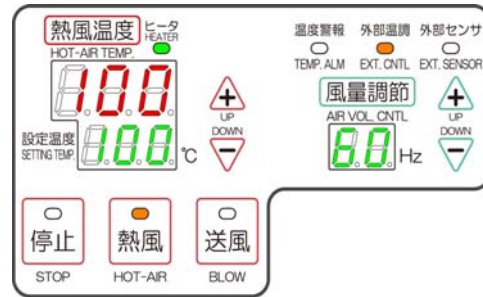 熱風温度 ヒータ
HEATER
HOT-AIR TEMP.
100
設定温度
SETTING TEMP.
100 ℃
+
UP
DOWN
−
温度警報 外部温調 外部センサ
TEMP. ALM EXT. CNTL EXT. SENSOR
風量調節
AIR VOL. CNTL
60 Hz
+
UP
DOWN
−
停止 熱風 送風
STOP HOT-AIR BLOW